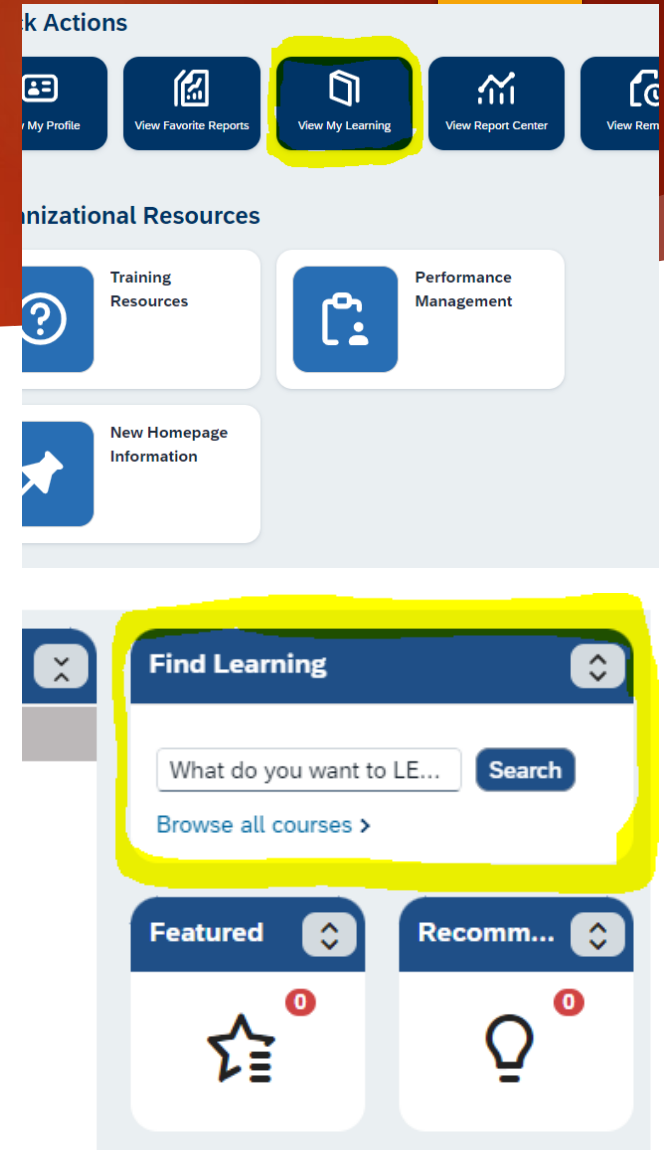 k Actions
My Profile
View Favorite Reports
View My Learning
View Report Center
View Rem
nizational Resources
Training
Resources
Performance
Management
New Homepage
Information
Find Learning
What do you want to LE...
Search
Browse all courses >
Featured
Recomm...
0
0